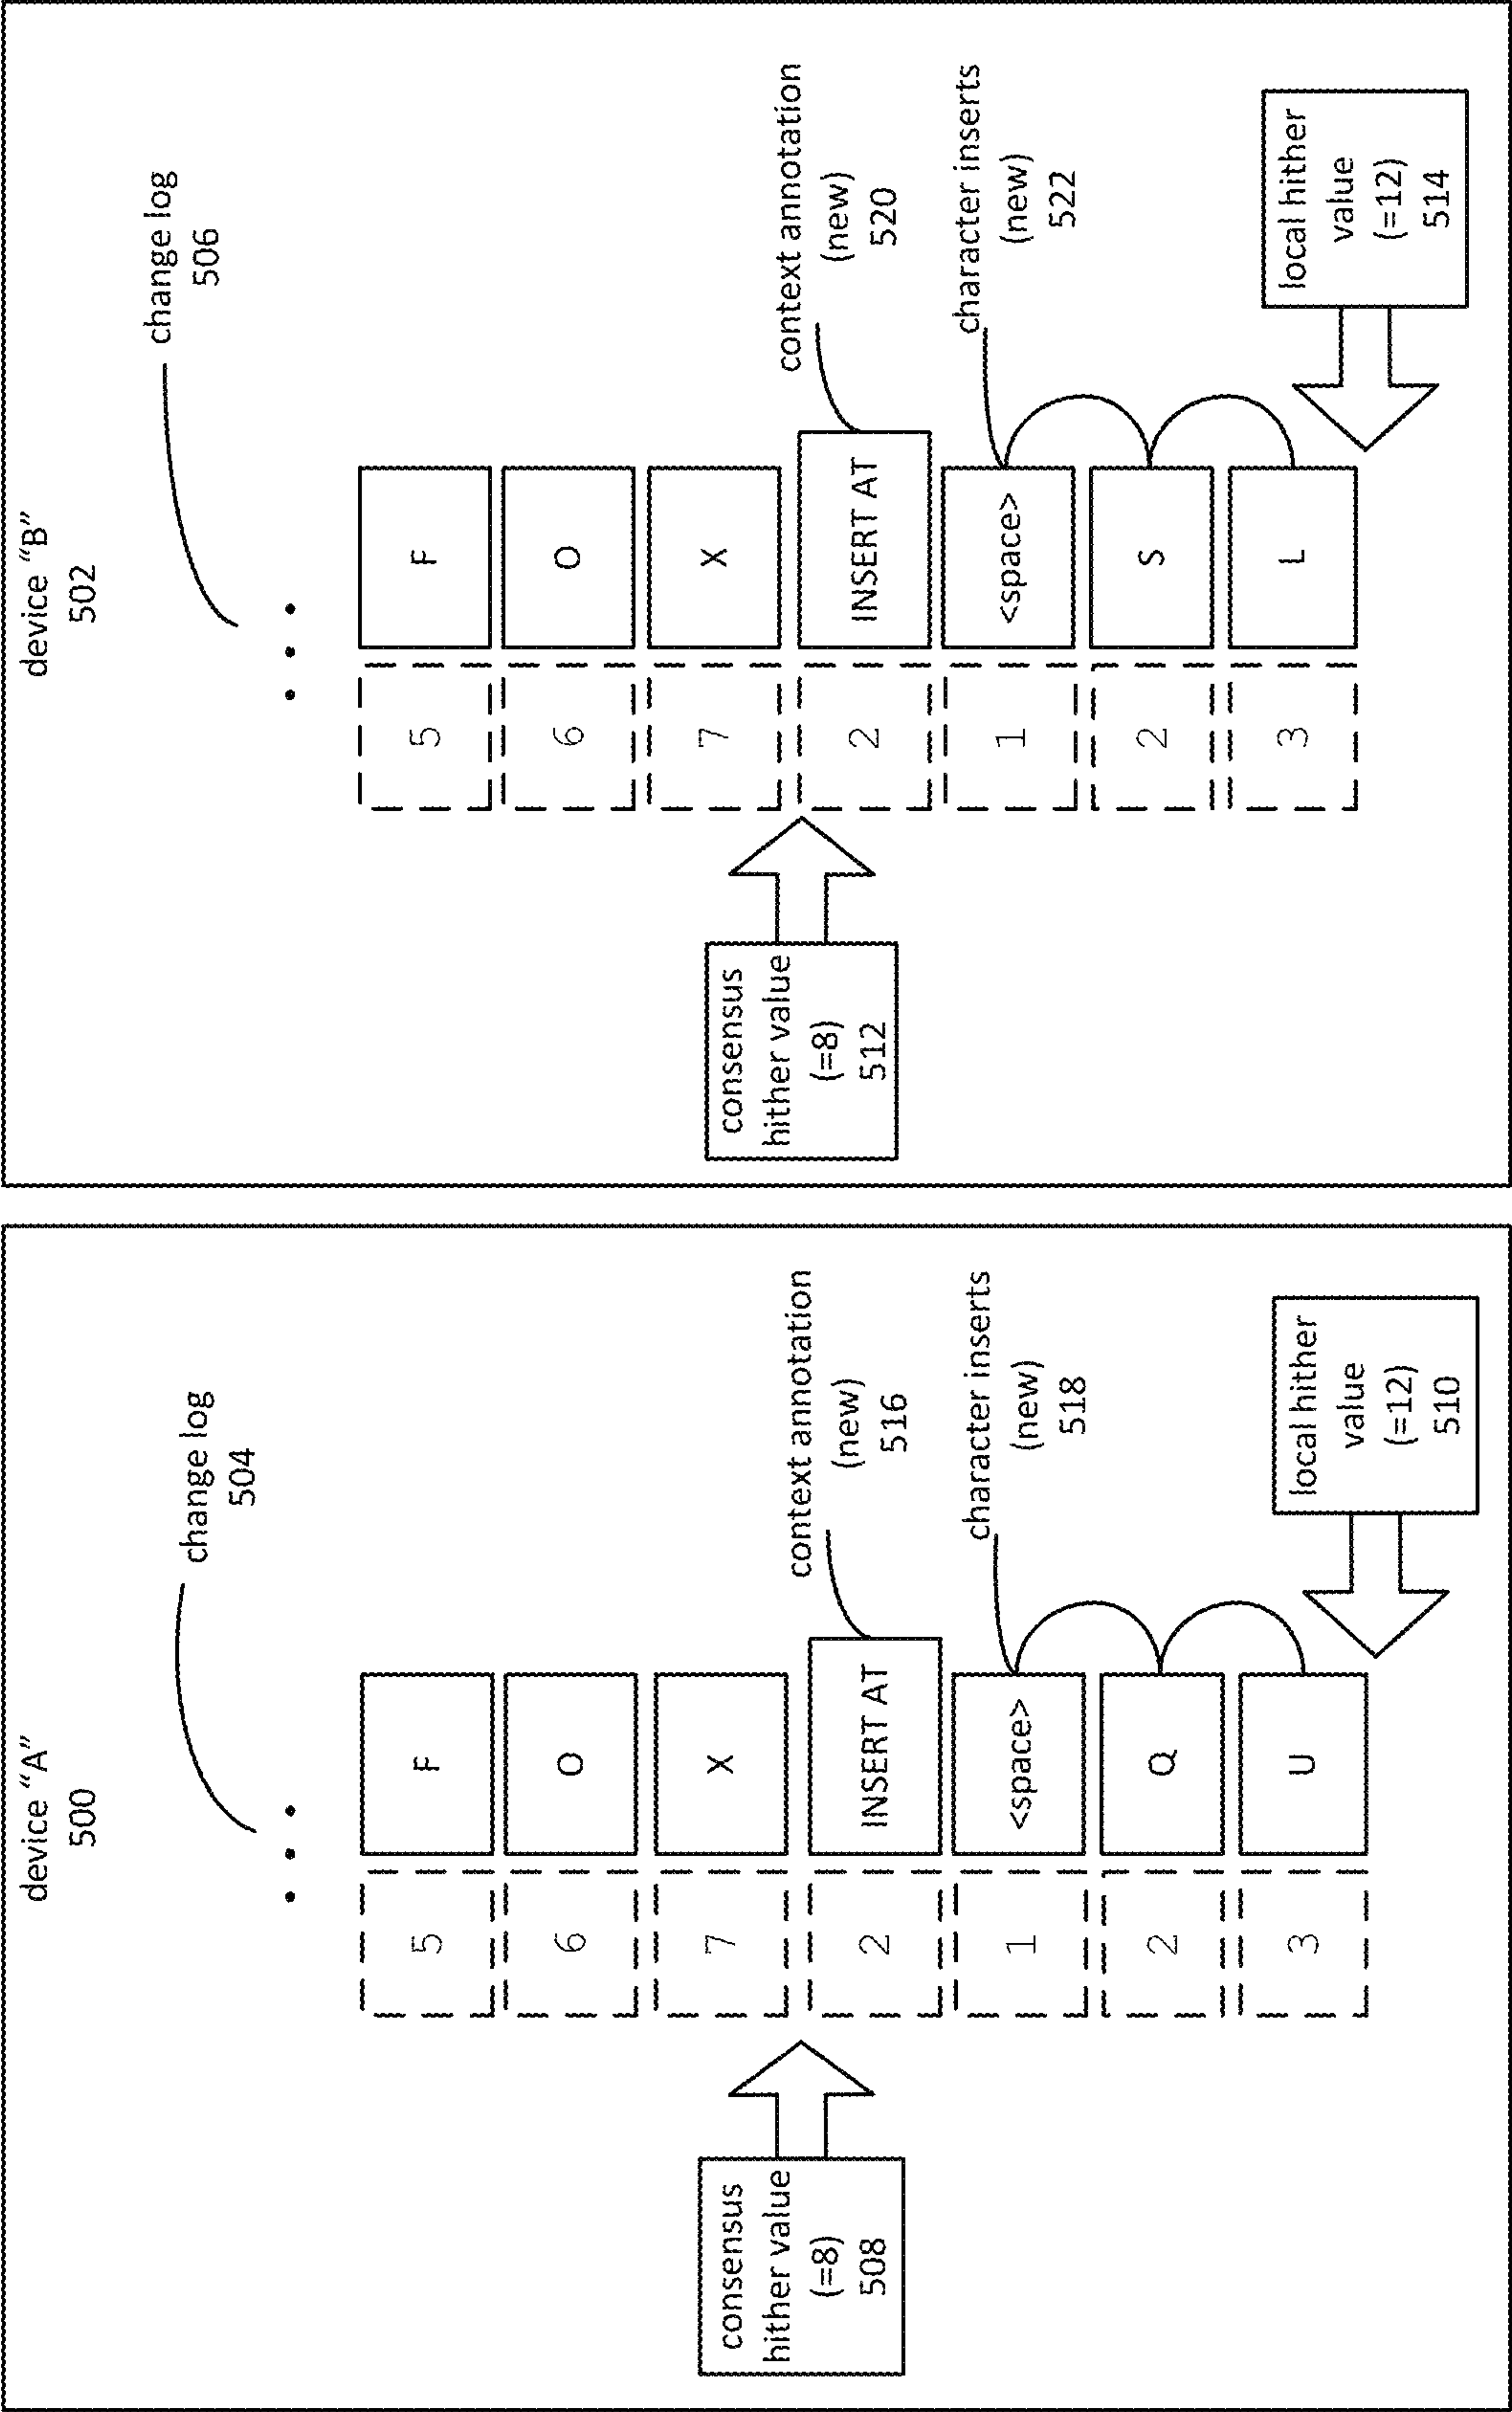 device “A”
500
change log
504
5
F
6
O
7
X
2
INSERT AT
1
<space>
2
Q
3
U
consensus
hither value
(=8)
508
context annotation
(new)
516
character inserts
(new)
518
local hither
value
(=12)
510
device “B”
502
change log
506
5
F
6
O
7
X
2
INSERT AT
1
<space>
2
S
3
L
consensus
hither value
(=8)
512
context annotation
(new)
520
character inserts
(new)
522
local hither
value
(=12)
514